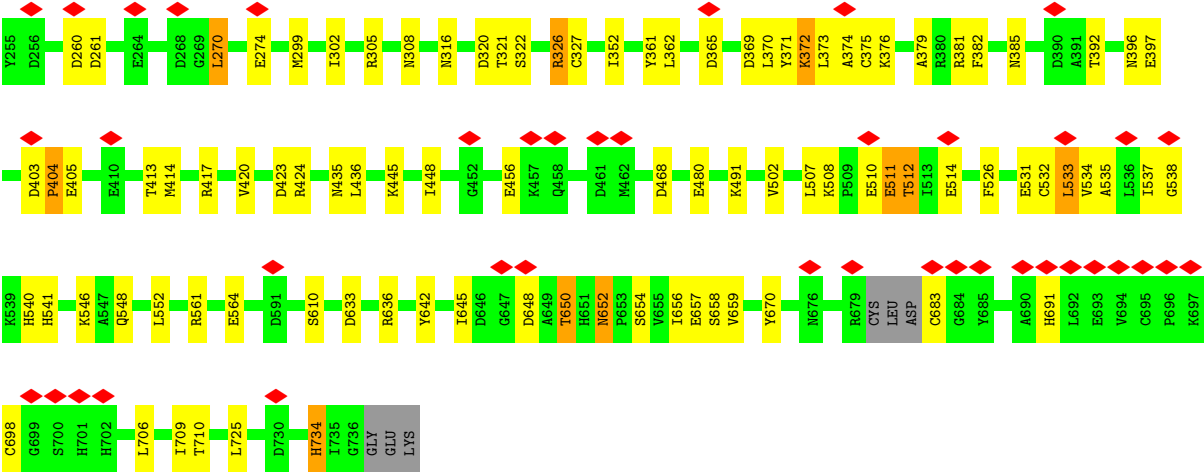 Y255 D256 D260 D261 E264 D268 G269 L270 E274 M299 I302 R305 N308 N316 D320 T321 S322 R326 C327 I352 Y361 L362 D365 D369 L370 Y371 K372 L373 A374 C375 K376 A379 R380 R381 F382 N385 D390 A391 T392 N396 E397
D403 P404 E405 E410 T413 M414 R417 V420 D423 R424 N435 L436 K445 I448 G452 E456 K457 Q458 D461 M462 D468 E480 K491 V502 L507 K508 P509 E510 E511 T512 I513 E514 F526 E531 C532 L533 V534 A535 L536 I537 G538
K539 H540 H541 K546 A547 Q548 L552 R561 E564 D591 S610 D633 R636 Y642 I645 D646 G647 D648 A649 T650 H651 N652 P653 S654 V655 I656 E657 S658 V659 Y670 N676 R679 CYS LEU ASP C683 G684 Y685 A690 H691 L692 E693 V694 C695 P696 K697
C698 G699 S700 H701 H702 L706 I709 T710 L725 D730 H734 I735 G736 GLY GLU LYS